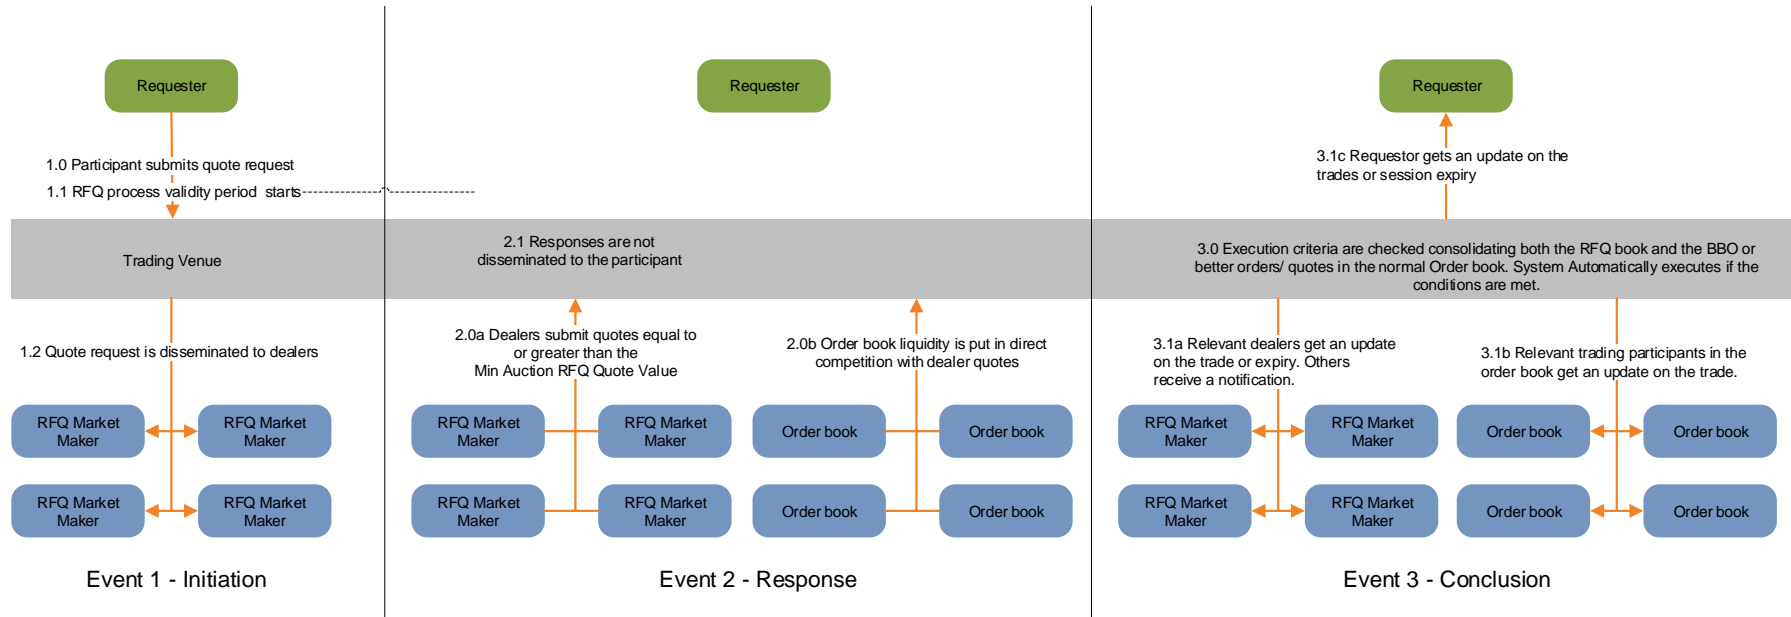 Requester
1.0 Participant submits quote request
1.1 RFQ process validity period  starts
Trading Venue
1.2 Quote request is disseminated to dealers
RFQ Market
Maker
RFQ Market
Maker
RFQ Market
Maker
RFQ Market
Maker
Event 1 - Initiation
Requester
2.1 Responses are not
disseminated to the participant
2.0a Dealers submit quotes equal to
or greater than the
Min Auction RFQ Quote Value
2.0b Order book liquidity is put in direct
competition with dealer quotes
RFQ Market
Maker
RFQ Market
Maker
Order book
Order book
RFQ Market
Maker
RFQ Market
Maker
Order book
Order book
Event 2 - Response
Requester
3.1c Requestor gets an update on the
trades or session expiry
3.0 Execution criteria are checked consolidating both the RFQ book and the BBO or
better orders/ quotes in the normal Order book. System Automatically executes if the
conditions are met.
3.1a Relevant dealers get an update
on the trade or expiry. Others
receive a notification.
3.1b Relevant trading participants in the
order book get an update on the trade.
RFQ Market
Maker
RFQ Market
Maker
Order book
Order book
RFQ Market
Maker
RFQ Market
Maker
Order book
Order book
Event 3 - Conclusion